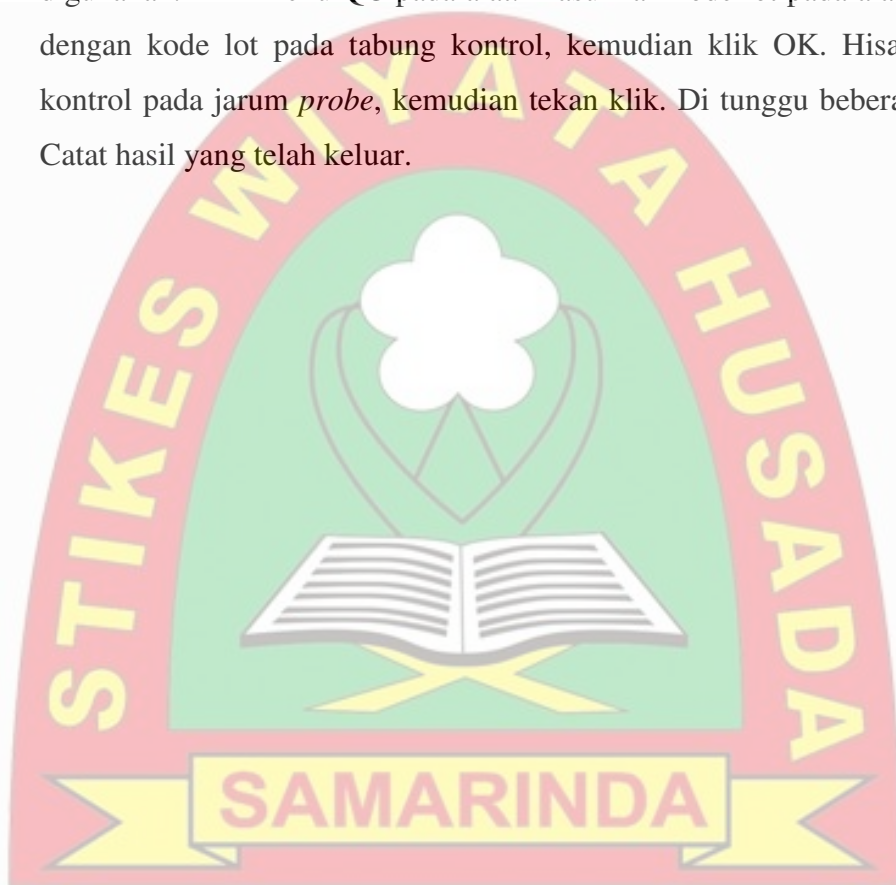 dengan kode lot pada tabung kontrol, kemudian klik OK. Hisa
kontrol pada jarum probe, kemudian tekan klik. Di tunggu bebera
Catat hasil yang telah keluar.
STIKES WIYATA HUSADA
SAMARINDA